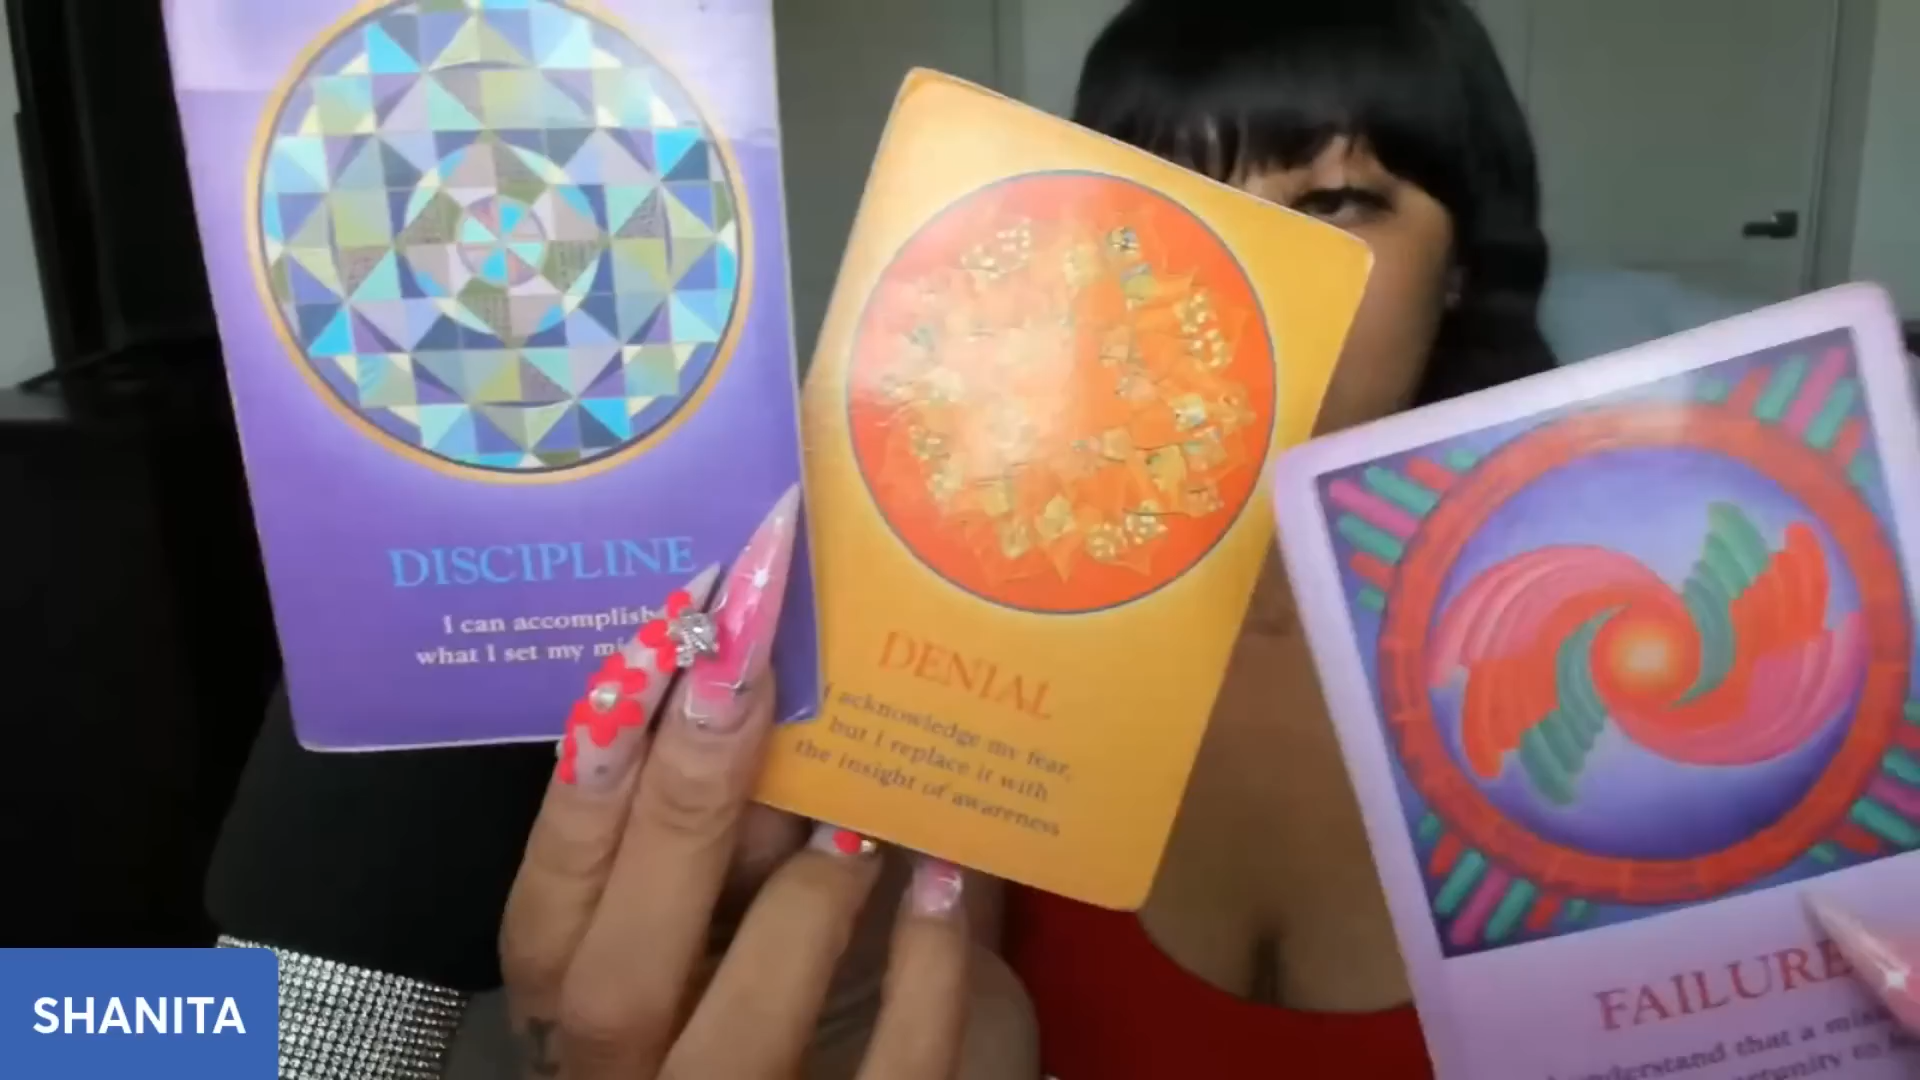 DISCIPLINE
I can accomplish
what I set my
DENIAL
I acknowledge my fear,
but I replace it with
the insight of awareness
FAILURE
understand that a
to
SHANITA